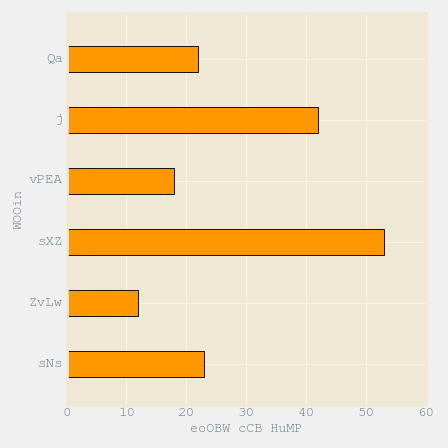 Qa
j
vPEA
sXZ
ZvLw
sNs
WOOin
0 10 20 30 40 50 60
eoOBW cCB HuMP